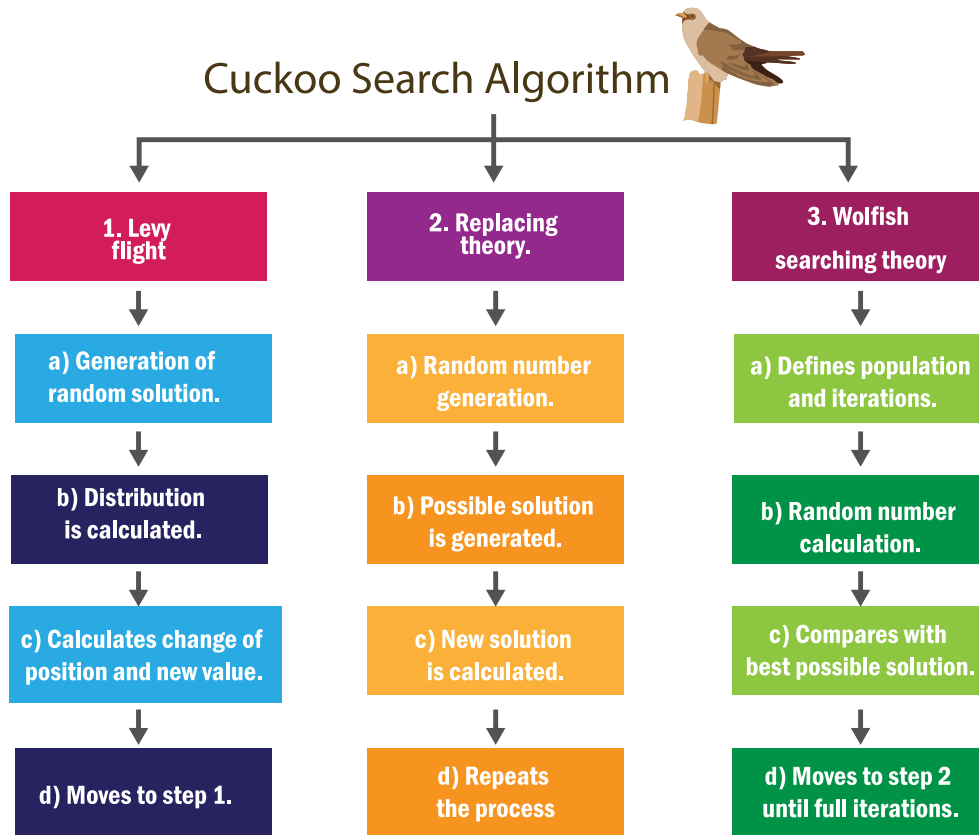 Cuckoo Search Algorithm
1. Levy
flight
a) Generation of
random solution.
b) Distribution
is calculated.
c) Calculates change of
position and new value.
d) Moves to step 1.
2. Replacing
theory.
a) Random number
generation.
b) Possible solution
is generated.
c) New solution
is calculated.
d) Repeats
the process
3. Wolfish
searching theory
a) Defines population
and iterations.
b) Random number
calculation.
c) Compares with
best possible solution.
d) Moves to step 2
until full iterations.